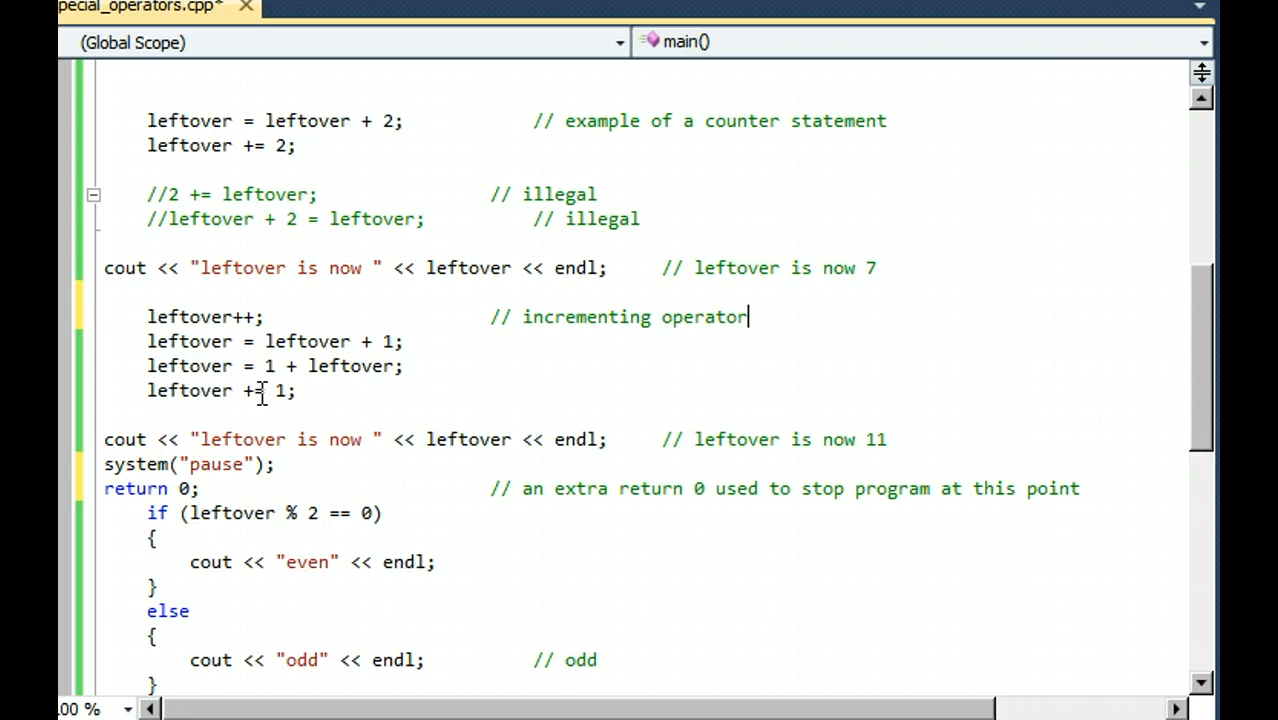 pecial_operators.cpp*
(Global Scope) main()
leftover = leftover + 2; // example of a counter statement
leftover += 2;
//2 += leftover; // illegal
//leftover + 2 = leftover; // illegal
cout << "leftover is now " << leftover << endl; // leftover is now 7
leftover++; // incrementing operator
leftover = leftover + 1;
leftover = 1 + leftover;
leftover += 1;
cout << "leftover is now " << leftover << endl; // leftover is now 11
system("pause");
return 0; // an extra return 0 used to stop program at this point
if (leftover % 2 == 0)
{
cout << "even" << endl;
}
else
{
cout << "odd" << endl; // odd
}
00 %